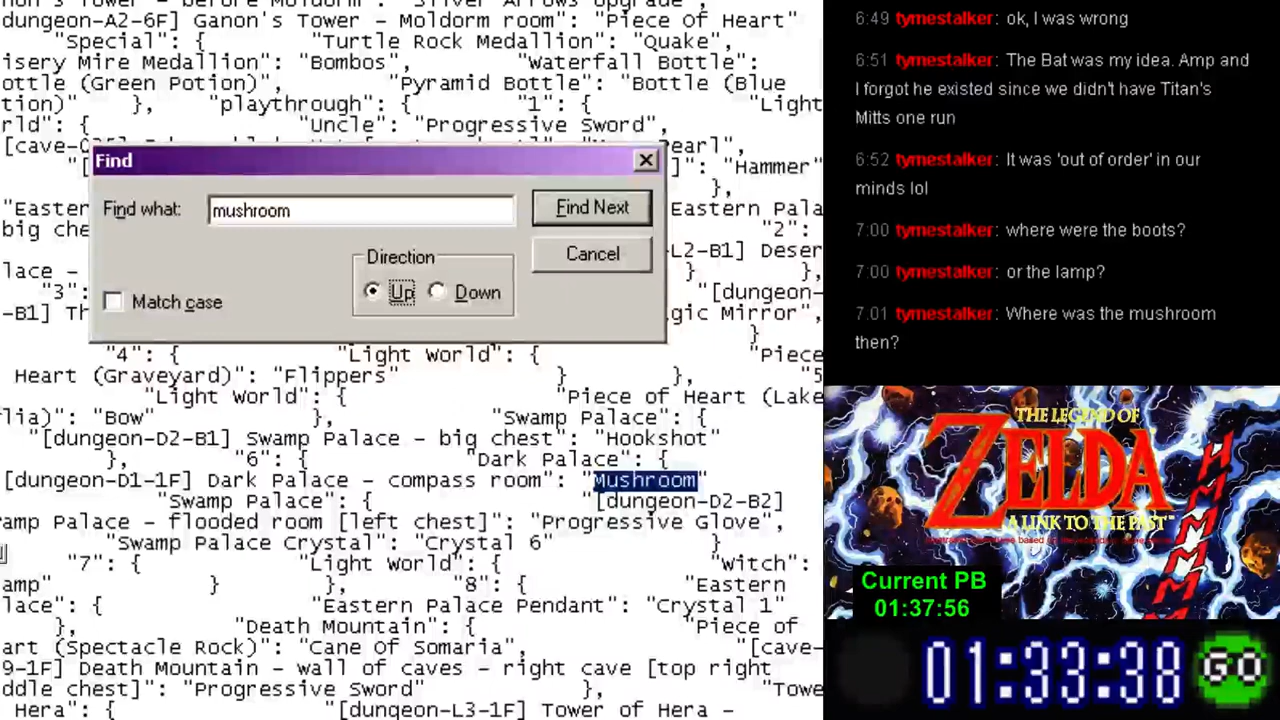 dungeon-A2-6F] Ganon's Tower - Moldorm room": "Piece Of Heart"
"Special": { "Turtle Rock Medallion": "Quake",
isery Mire Medallion": "Bombos", "Waterfall Bottle":
ottle (Green Potion)", "Pyramid Bottle": "Bottle (Blue
tion)" }, "playthrough": { "1": { "Light
rld": { "Uncle": "Progressive Sword",
Find
Find what: mushroom Find Next
Cancel
Direction
Up Down
Match case
"Hammer"
},
"Eastern Eastern Pala
big che "2":
-L2-B1] Deser
lace -
"3": [dungeon-
-B1] Th gic Mirror",
}
"4": { "Light World": { "Piece
Heart (Graveyard)": "Flippers" } }, "5
"Light World": { "Piece of Heart (Lake
lia)": "Bow" }, "Swamp Palace": {
"[dungeon-D2-B1] Swamp Palace - big chest": "Hookshot"
}, "6": { "Dark Palace": {
[dungeon-D1-1F] Dark Palace - compass room": "Mushroom"
"Swamp Palace": { "[dungeon-D2-B2]
amp Palace - flooded room [left chest]": "Progressive Glove",
"Swamp Palace Crystal": "Crystal 6" }
"7": { "Light World": { "Witch":
amp" } }, "8": { "Eastern
lace": { "Eastern Palace Pendant": "Crystal 1"
}, "Death Mountain": { "Piece of
art (Spectacle Rock)": "Cane Of Somaria", "[cave-
9-1F] Death Mountain - wall of caves - right cave [top right
ddle chest]": "Progressive Sword" }, "Towe
Hera": { "[dungeon-L3-1F] Tower of Hera -
6:49 tymestalker: ok, I was wrong
6:51 tymestalker: The Bat was my idea. Amp and
I forgot he existed since we didn't have Titan's
Mitts one run
6:52 tymestalker: It was 'out of order' in our
minds lol
7:00 tymestalker: where were the boots?
7:00 tymestalker: or the lamp?
7:01 tymestalker: Where was the mushroom
then?
THE LEGEND OF
ZELDA
A LINK TO THE PAST
Current PB
01:37:56
01:33:38
GO